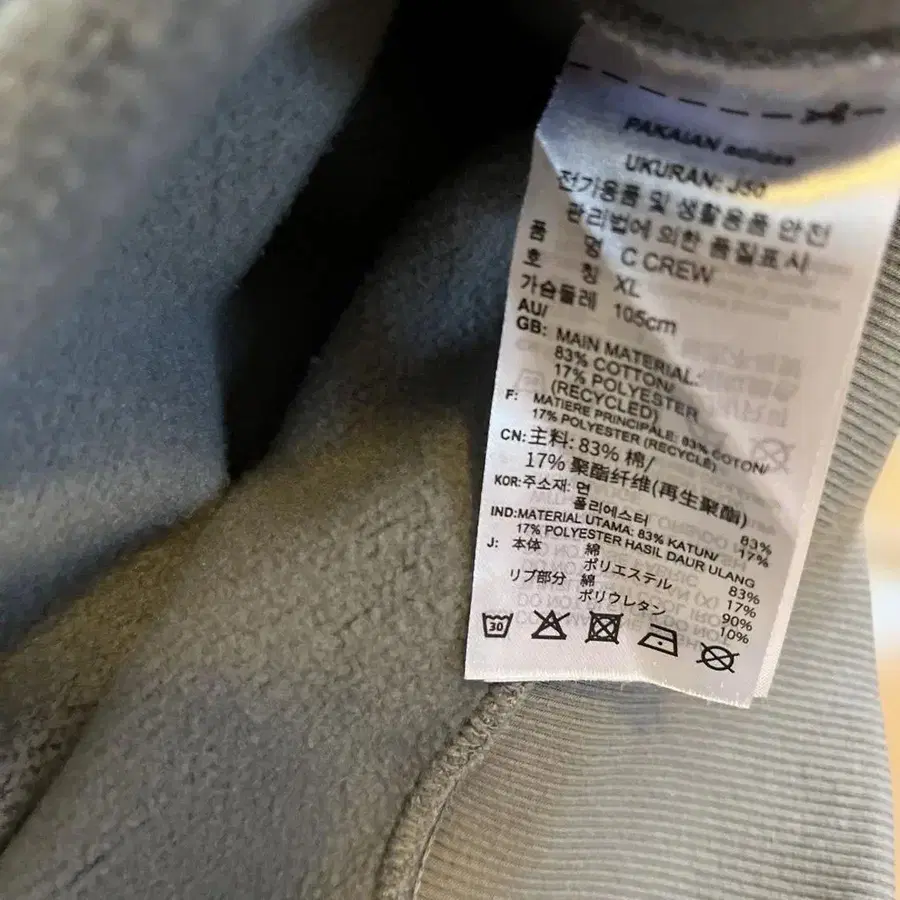 PAKAIAN adidas
UKURAN: J50
전기용품 및 생활용품 안전
관리법에 의한 품질표시
품 명 C CREW
호 칭 XL
가슴둘레 105cm
AU/
GB: MAIN MATERIAL:
83% COTTON/
17% POLYESTER
(RECYCLED)
F: MATIERE PRINCIPALE: 83% COTON/
17% POLYESTER (RECYCLÉ)
CN: 主料: 83% 棉/
17% 聚酯纤维(再生聚酯)
KOR: 주소재: 면 83%
폴리에스터 17%
IND: MATERIAL UTAMA: 83% KATUN/
17% POLYESTER HASIL DAUR ULANG
J: 本体 綿 83%
ポリエステル 17%
リブ部分 綿 90%
ポリウレタン 10%
30